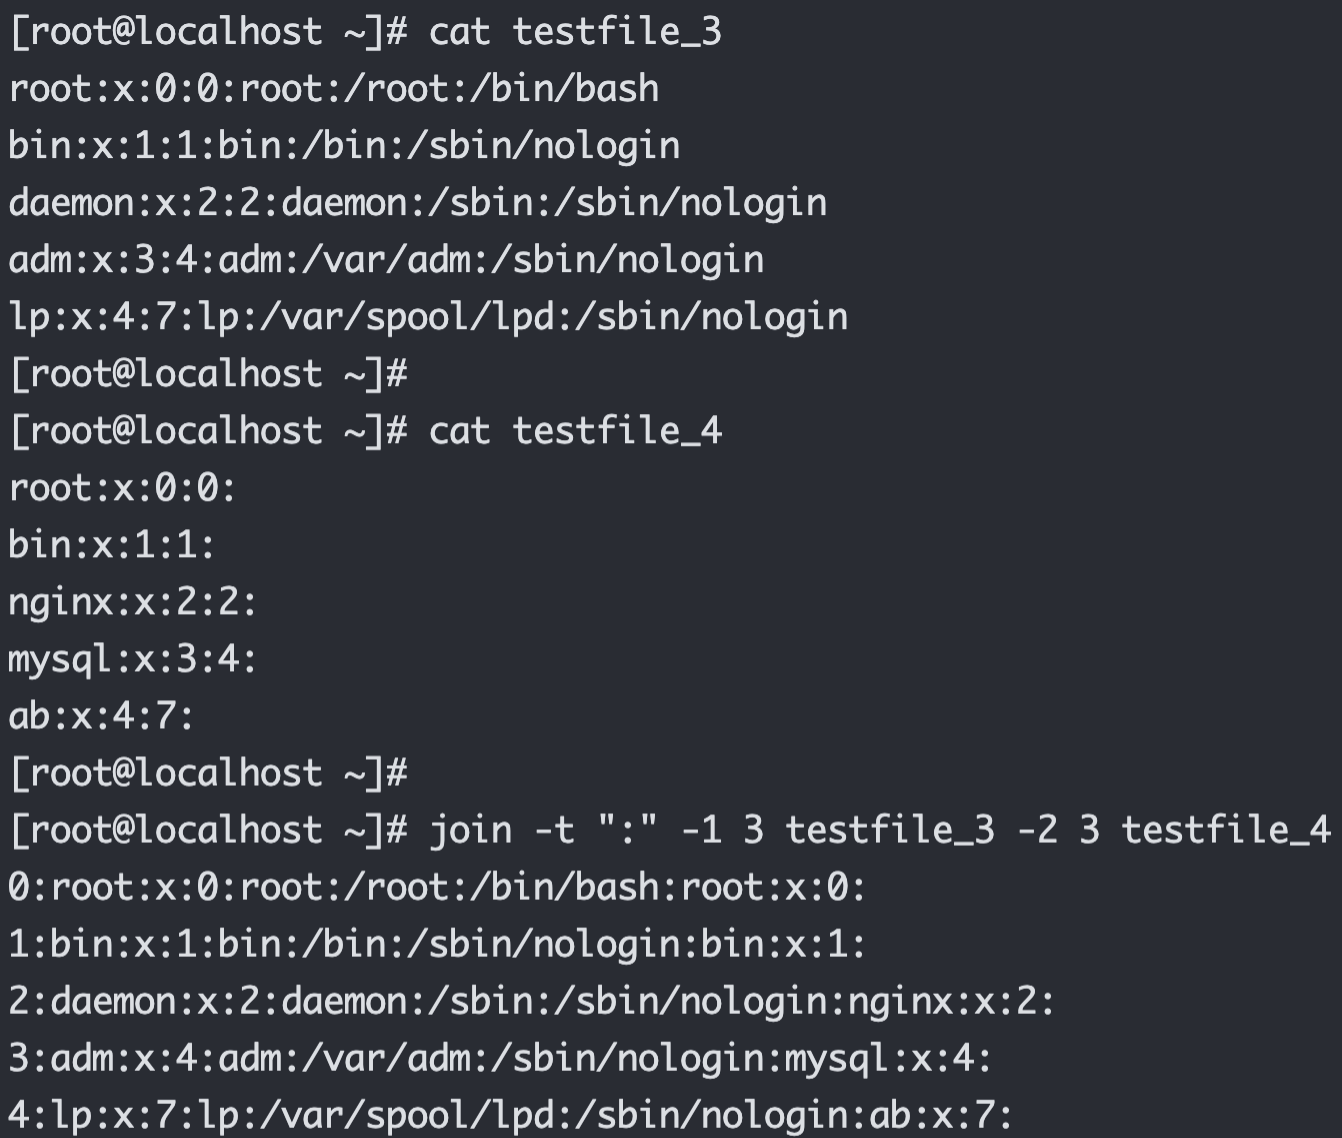 [root@localhost ~]# cat testfile_3
root:x:0:0:root:/root:/bin/bash
bin:x:1:1:bin:/bin:/sbin/nologin
daemon:x:2:2:daemon:/sbin:/sbin/nologin
adm:x:3:4:adm:/var/adm:/sbin/nologin
lp:x:4:7:lp:/var/spool/lpd:/sbin/nologin
[root@localhost ~]#
[root@localhost ~]# cat testfile_4
root:x:0:0:
bin:x:1:1:
nginx:x:2:2:
mysql:x:3:4:
ab:x:4:7:
[root@localhost ~]#
[root@localhost ~]# join -t ":" -1 3 testfile_3 -2 3 testfile_4
0:root:x:0:root:/root:/bin/bash:root:x:0:
1:bin:x:1:bin:/bin:/sbin/nologin:bin:x:1:
2:daemon:x:2:daemon:/sbin:/sbin/nologin:nginx:x:2:
3:adm:x:4:adm:/var/adm:/sbin/nologin:mysql:x:4:
4:lp:x:7:lp:/var/spool/lpd:/sbin/nologin:ab:x:7: